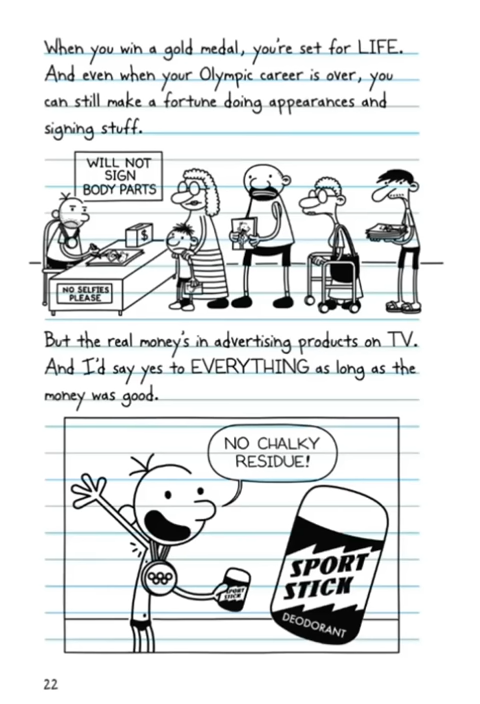 When you win a gold medal, you're set for LIFE.
And even when your Olympic career is over, you
can still make a fortune doing appearances and
signing stuff.
WILL NOT
SIGN
BODY PARTS
$
NO SELFIES
PLEASE
But the real money's in advertising products on TV.
And I'd say yes to EVERYTHING as long as the
money was good.
NO CHALKY
RESIDUE!
SPORT
STICK
SPORT
STICK
DEODORANT
22